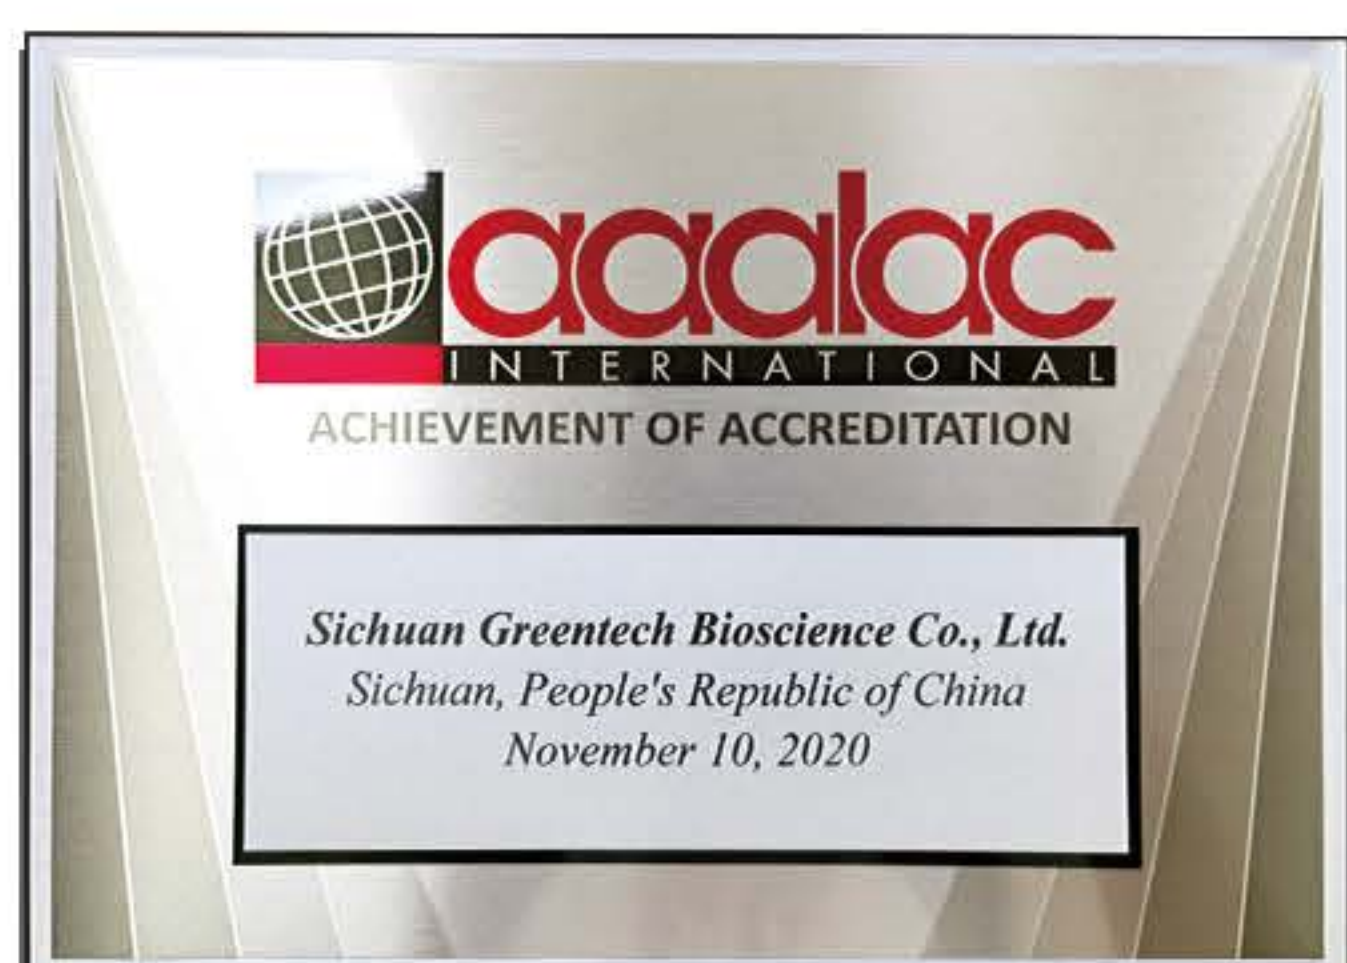 aaalac
INTERNATIONAL
ACHIEVEMENT OF ACCREDITATION
Sichuan Greentech Bioscience Co., Ltd.
Sichuan, People's Republic of China
November 10, 2020